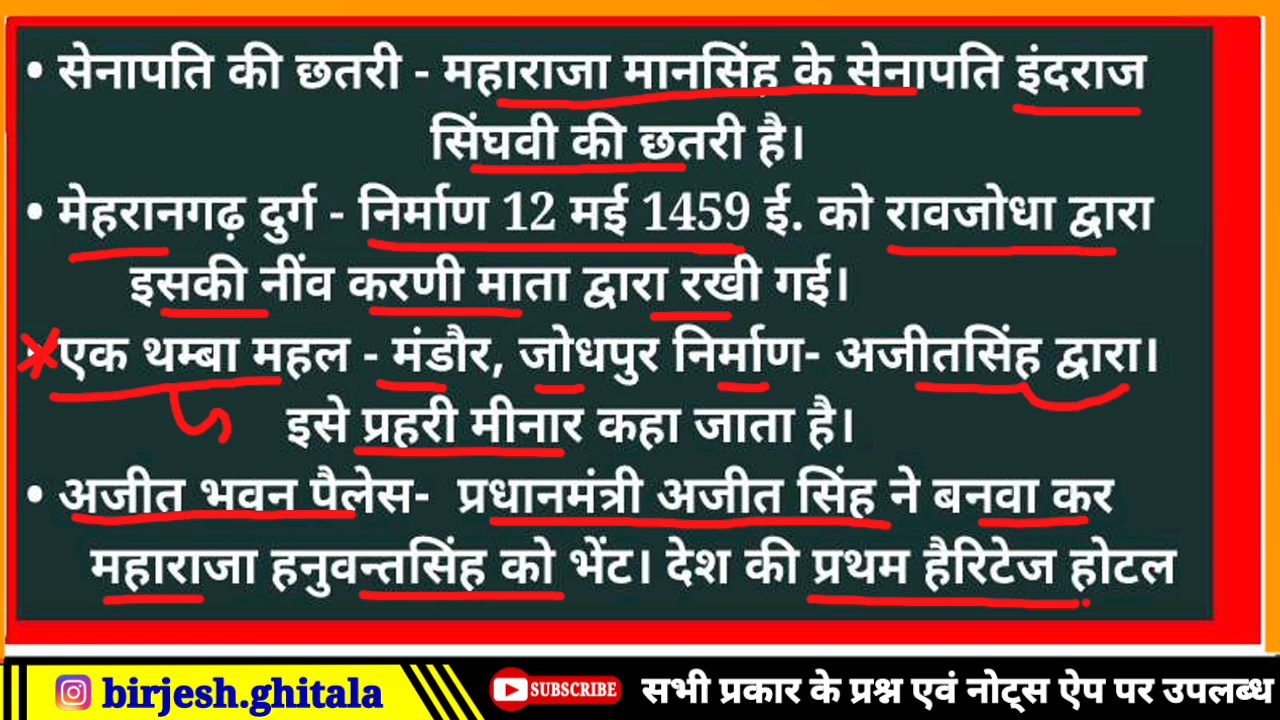 • सेनापति की छतरी - महाराजा मानसिंह के सेनापति इंदराज
सिंघवी की छतरी है।
• मेहरानगढ़ दुर्ग - निर्माण 12 मई 1459 ई. को रावजोधा द्वारा
इसकी नींव करणी माता द्वारा रखी गई।
एक थम्बा महल - मंडौर, जोधपुर निर्माण- अजीतसिंह द्वारा।
इसे प्रहरी मीनार कहा जाता है।
• अजीत भवन पैलेस- प्रधानमंत्री अजीत सिंह ने बनवा कर
महाराजा हनुवन्तसिंह को भेंट। देश की प्रथम हैरिटेज होटल
birjesh.ghitala SUBSCRIBE सभी प्रकार के प्रश्न एवं नोट्स ऐप पर उपलब्ध